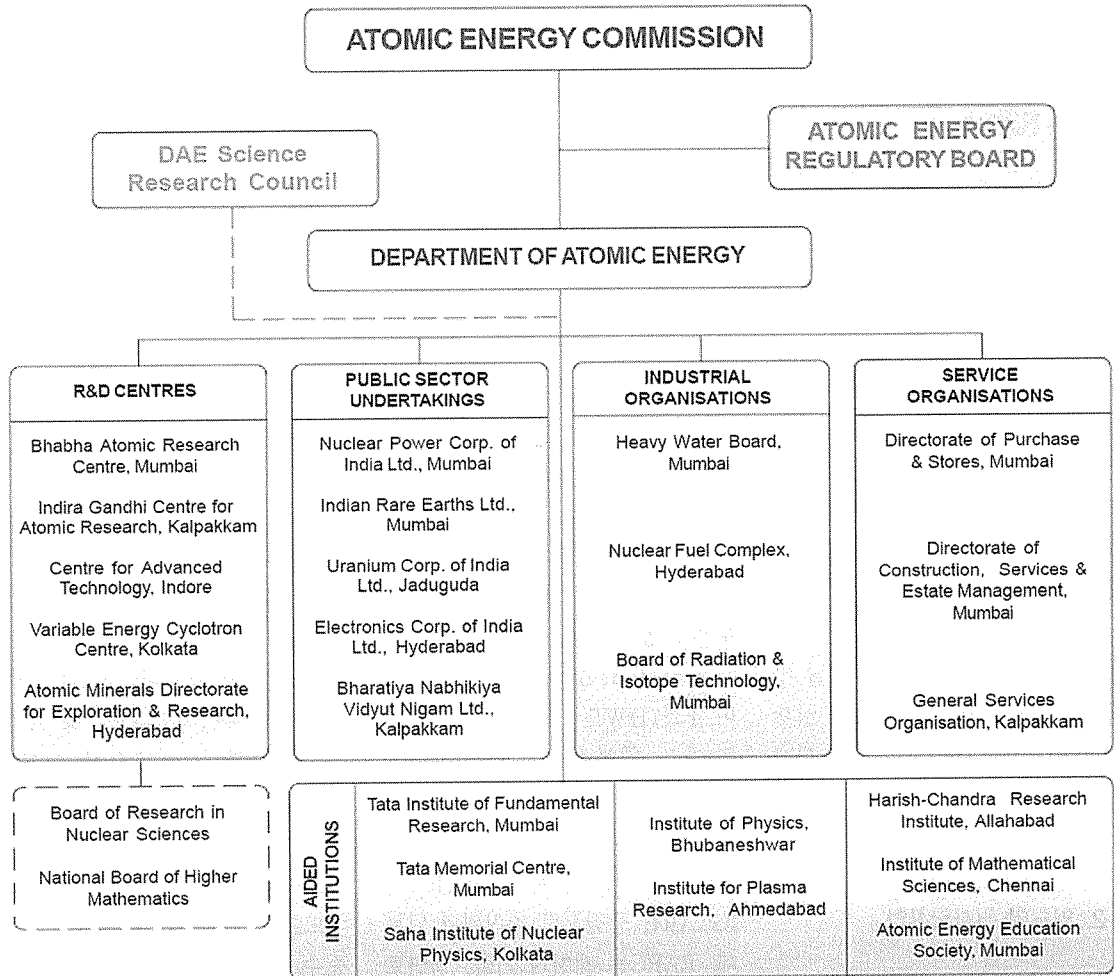 ATOMIC ENERGY COMMISSION
DAE Science
Research Council
ATOMIC ENERGY
REGULATORY BOARD
DEPARTMENT OF ATOMIC ENERGY
R&D CENTRES
Bhabha Atomic Research
Centre, Mumbai
Indira Gandhi Centre for
Atomic Research, Kalpakkam
Centre for Advanced
Technology, Indore
Variable Energy Cyclotron
Centre, Kolkata
Atomic Minerals Directorate
for Exploration & Research,
Hyderabad
PUBLIC SECTOR
UNDERTAKINGS
Nuclear Power Corp. of
India Ltd., Mumbai
Indian Rare Earths Ltd.,
Mumbai
Uranium Corp. of India
Ltd., Jaduguda
Electronics Corp. of India
Ltd., Hyderabad
Bharatiya Nabhikiya
Vidyut Nigam Ltd.,
Kalpakkam
INDUSTRIAL
ORGANISATIONS
Heavy Water Board,
Mumbai
Nuclear Fuel Complex,
Hyderabad
Board of Radiation &
Isotope Technology,
Mumbai
SERVICE
ORGANISATIONS
Directorate of Purchase
& Stores, Mumbai
Directorate of
Construction, Services &
Estate Management,
Mumbai
General Services
Organisation, Kalpakkam
Board of Research in
Nuclear Sciences
National Board of Higher
Mathematics
AIDED
INSTITUTIONS
Tata Institute of Fundamental
Research, Mumbai
Tata Memorial Centre,
Mumbai
Saha Institute of Nuclear
Physics, Kolkata
Institute of Physics,
Bhubaneshwar
Institute for Plasma
Research, Ahmedabad
Harish-Chandra Research
Institute, Allahabad
Institute of Mathematical
Sciences, Chennai
Atomic Energy Education
Society, Mumbai